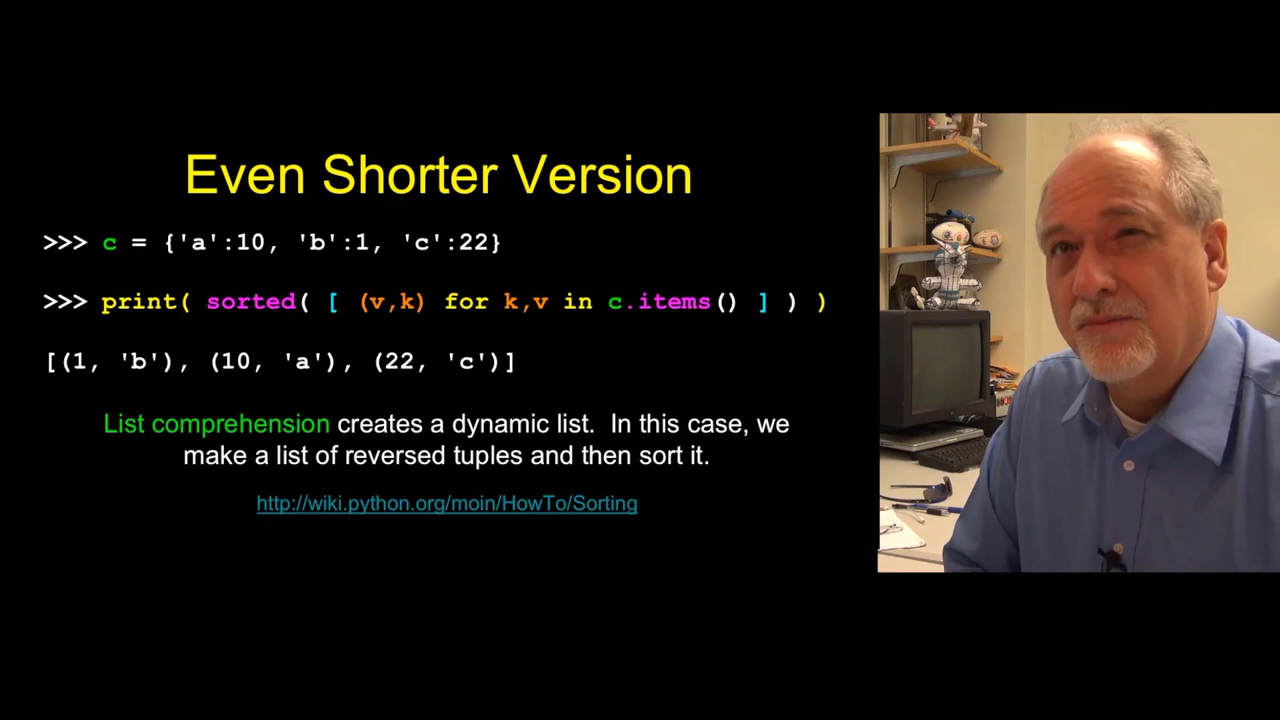 Even Shorter Version
>>> c = {'a':10, 'b':1, 'c':22}
>>> print( sorted( [ (v,k) for k,v in c.items() ] ) )
[(1, 'b'), (10, 'a'), (22, 'c')]
List comprehension creates a dynamic list.  In this case, we
make a list of reversed tuples and then sort it.
http://wiki.python.org/moin/HowTo/Sorting